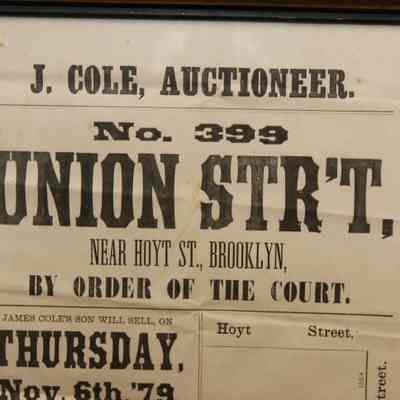 J. COLE, AUCTIONEER.
No. 399
UNION STR'T,
NEAR HOYT ST., BROOKLYN,
BY ORDER OF THE COURT.
JAMES COLE'S SON WILL SELL, ON
THURSDAY,
Nov. 6th, '79
Hoyt Street.
treet.